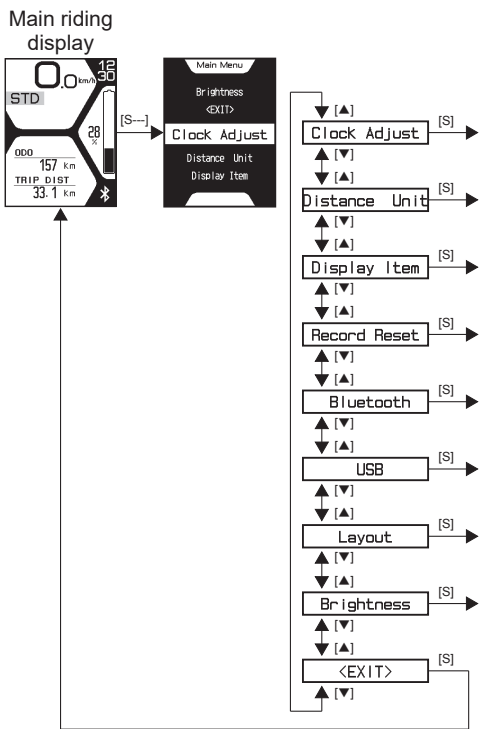 Main riding
display
0.0 km/h
12
30
STD
28
%
ODO
157 Km
TRIP DIST
33.1 Km
[S---]
Main Menu
Brightness
<EXIT>
Clock Adjust
Distance Unit
Display Item
[▲]
Clock Adjust
[S]
[▼]
[▲]
Distance Unit
[S]
[▼]
[▲]
Display Item
[S]
[▼]
[▲]
Record Reset
[S]
[▼]
[▲]
Bluetooth
[S]
[▼]
[▲]
USB
[S]
[▼]
[▲]
Layout
[S]
[▼]
[▲]
Brightness
[S]
[▼]
[▲]
<EXIT>
[S]
[▼]